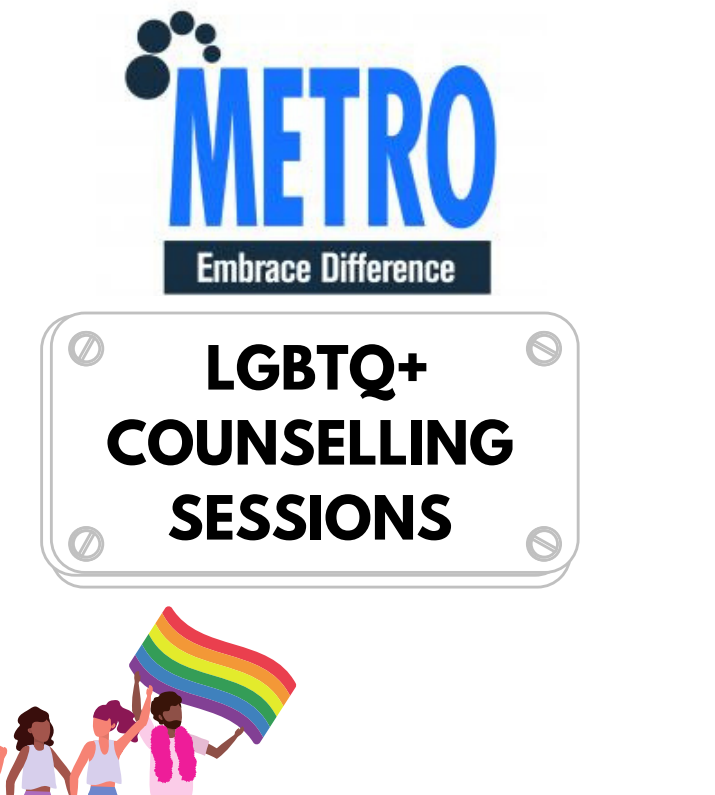 METRO
Embrace Difference
LGBTQ+
COUNSELLING
SESSIONS